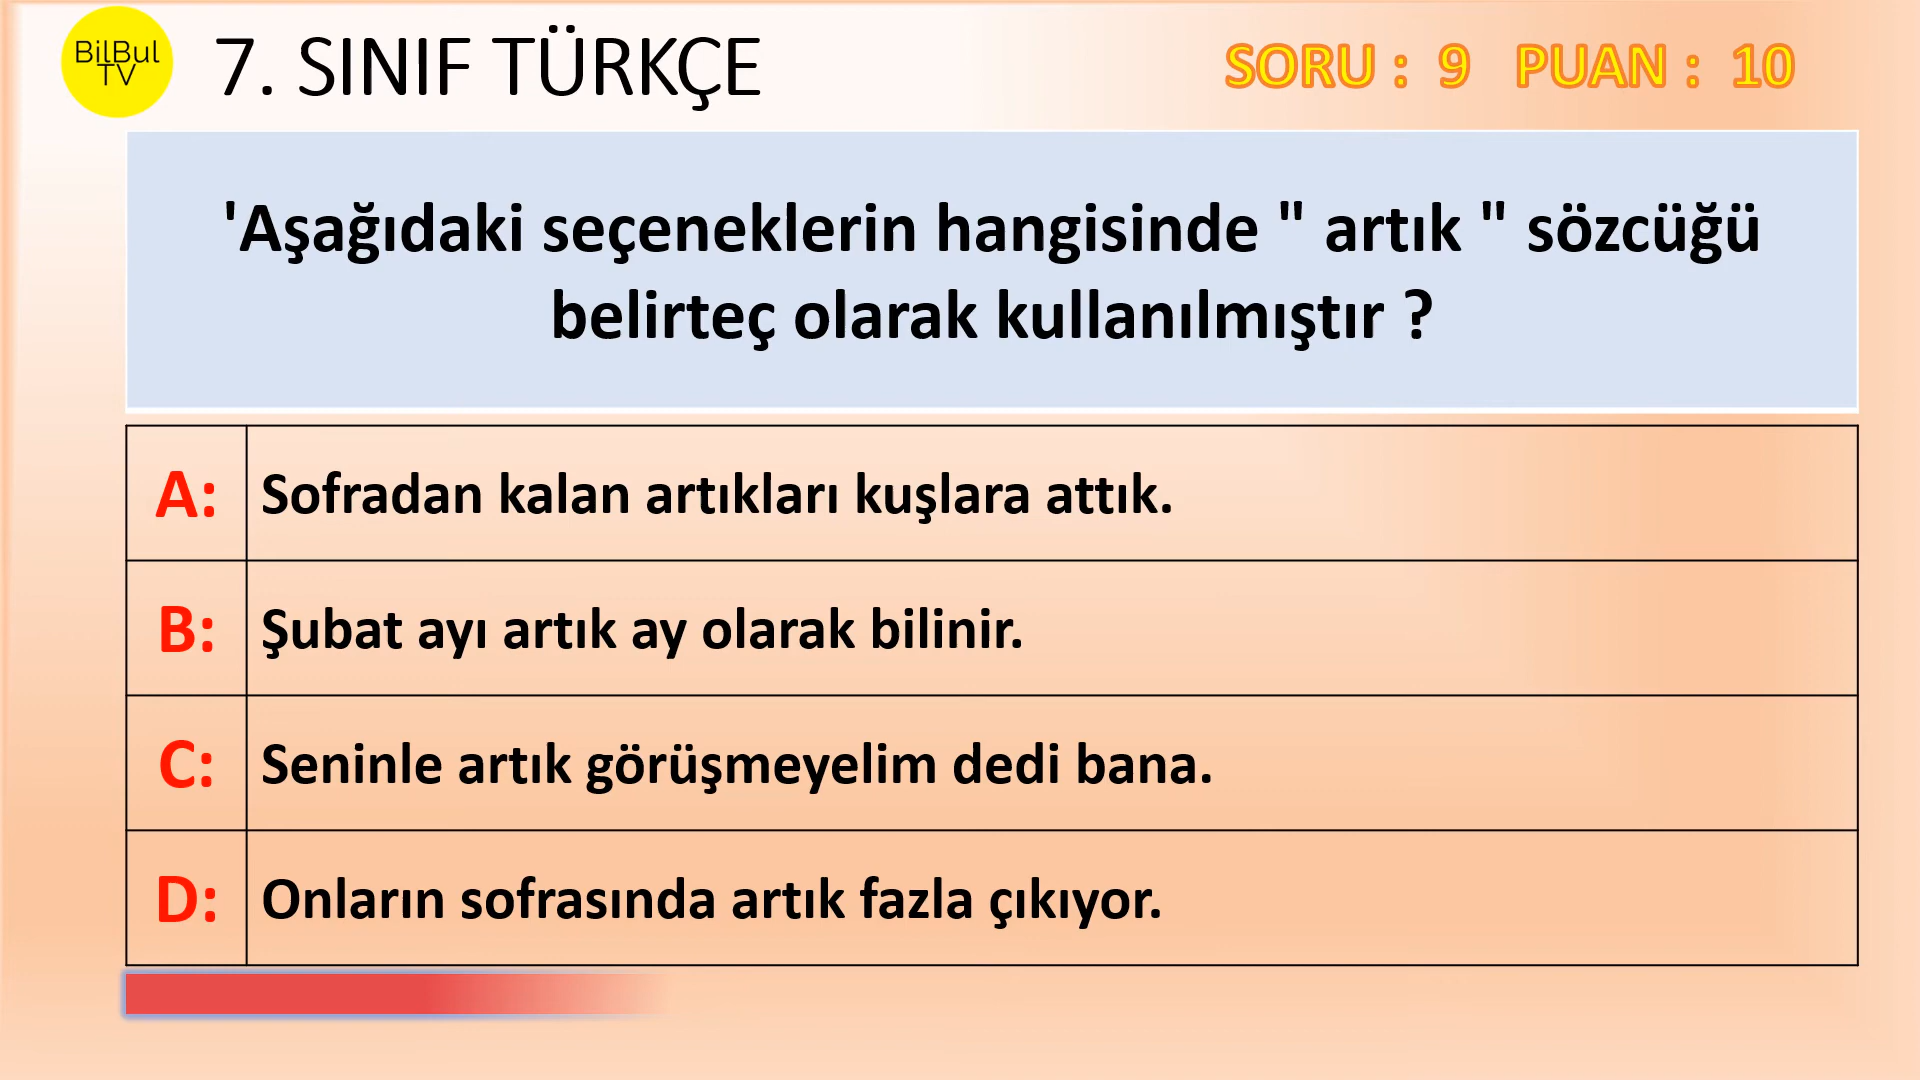 BilBul
TV
7. SINIF TÜRKÇE
SORU : 9 PUAN : 10
'Aşağıdaki seçeneklerin hangisinde " artık " sözcüğü
belirteç olarak kullanılmıştır ?
A: Sofradan kalan artıkları kuşlara attık.
B: Şubat ayı artık ay olarak bilinir.
C: Seninle artık görüşmeyelim dedi bana.
D: Onların sofrasında artık fazla çıkıyor.